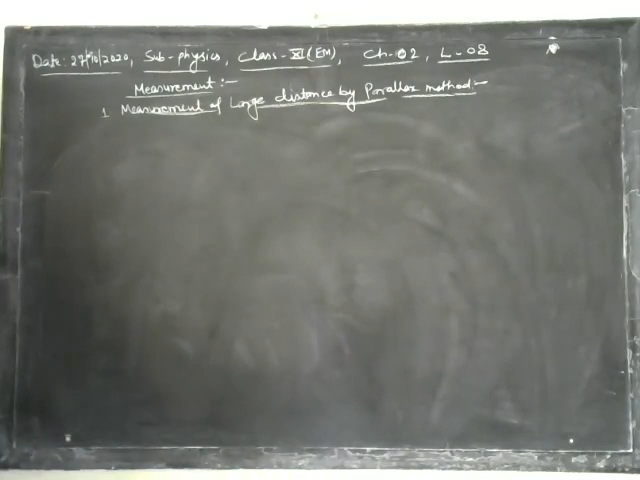 Date: 27/10/2020, Sub - physics, Class - XI (EM), Ch - 02, L - 08
Measurement :-
1 Measurement of Large distance by Parallax method :-